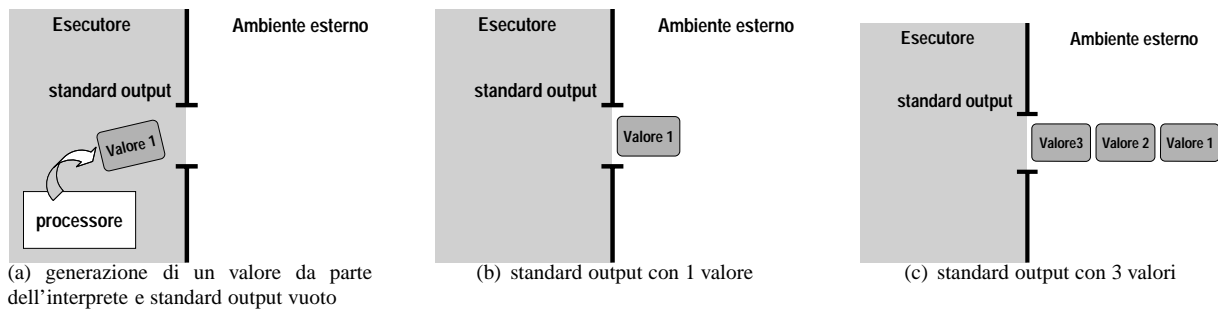 Esecutore
Ambiente esterno
standard output
Valore 1
processore
(a) generazione di un valore da parte
dell'interprete e standard output vuoto
Esecutore
Ambiente esterno
standard output
Valore 1
(b) standard output con 1 valore
Esecutore
Ambiente esterno
standard output
Valore3 Valore 2 Valore 1
(c) standard output con 3 valori